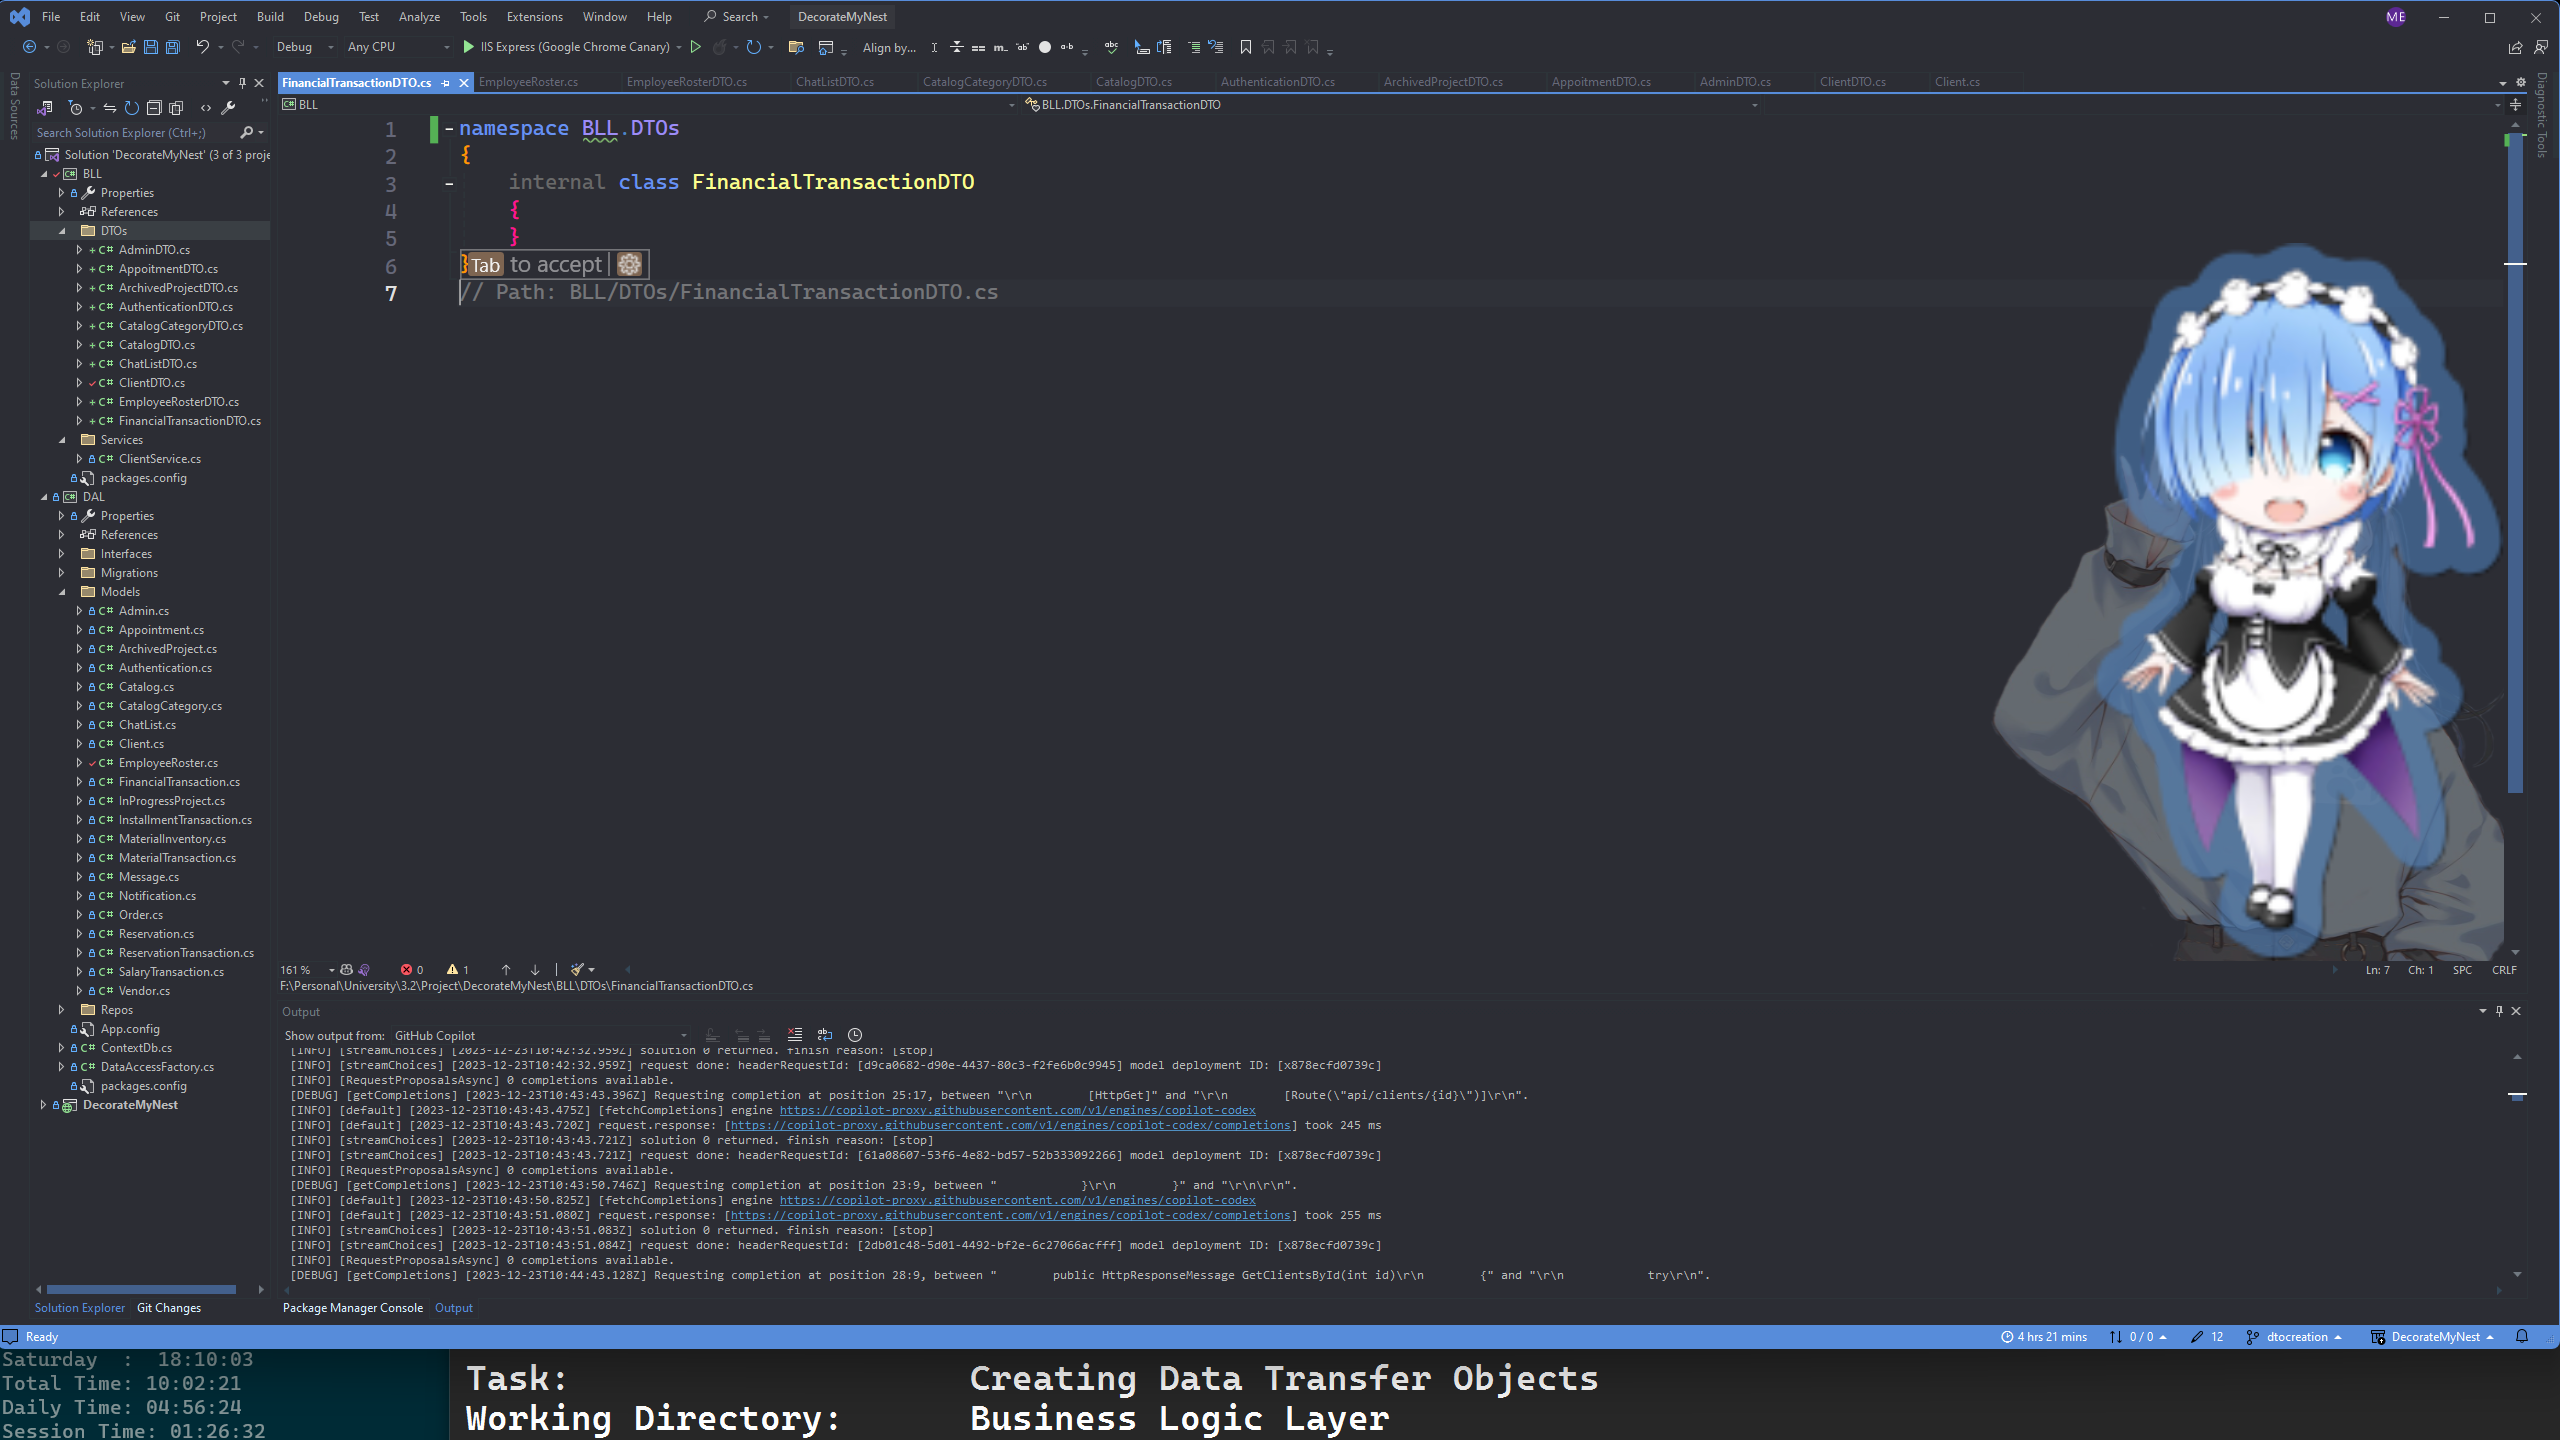 File Edit View Git Project Build Debug Test Analyze Tools Extensions Window Help Search DecorateMyNest ME
Debug Any CPU IIS Express (Google Chrome Canary) Align by...
Data Sources
Solution Explorer
Search Solution Explorer (Ctrl+;)
Solution 'DecorateMyNest' (3 of 3 proje
BLL
Properties
References
DTOs
AdminDTO.cs
AppoitmentDTO.cs
ArchivedProjectDTO.cs
AuthenticationDTO.cs
CatalogCategoryDTO.cs
CatalogDTO.cs
ChatListDTO.cs
ClientDTO.cs
EmployeeRosterDTO.cs
FinancialTransactionDTO.cs
Services
ClientService.cs
packages.config
DAL
Properties
References
Interfaces
Migrations
Models
Admin.cs
Appointment.cs
ArchivedProject.cs
Authentication.cs
Catalog.cs
CatalogCategory.cs
ChatList.cs
Client.cs
EmployeeRoster.cs
FinancialTransaction.cs
InProgressProject.cs
InstallmentTransaction.cs
MaterialInventory.cs
MaterialTransaction.cs
Message.cs
Notification.cs
Order.cs
Reservation.cs
ReservationTransaction.cs
SalaryTransaction.cs
Vendor.cs
Repos
App.config
ContextDb.cs
DataAccessFactory.cs
packages.config
DecorateMyNest
Solution Explorer Git Changes
FinancialTransactionDTO.cs EmployeeRoster.cs EmployeeRosterDTO.cs ChatListDTO.cs CatalogCategoryDTO.cs CatalogDTO.cs AuthenticationDTO.cs ArchivedProjectDTO.cs AppoitmentDTO.cs AdminDTO.cs ClientDTO.cs Client.cs
BLL BLL.DTOs.FinancialTransactionDTO
Diagnostic Tools
1 namespace BLL.DTOs
2 {
3 internal class FinancialTransactionDTO
4 {
5 }
6 } Tab to accept
7 // Path: BLL/DTOs/FinancialTransactionDTO.cs
161 % 0 1 Ln: 7 Ch: 1 SPC CRLF
F:\Personal\University\3.2\Project\DecorateMyNest\BLL\DTOs\FinancialTransactionDTO.cs
Output
Show output from: GitHub Copilot
[INFO] [streamChoices] [2023-12-23T10:42:32.959Z] solution 0 returned. finish reason: [stop]
[INFO] [streamChoices] [2023-12-23T10:42:32.959Z] request done: headerRequestId: [d9ca0682-d90e-4437-80c3-f2fe6b0c9945] model deployment ID: [x878ecfd0739c]
[INFO] [RequestProposalsAsync] 0 completions available.
[DEBUG] [getCompletions] [2023-12-23T10:43:43.396Z] Requesting completion at position 25:17, between "\r\n [HttpGet]" and "\r\n [Route(\"api/clients/{id}\")]\r\n".
[INFO] [default] [2023-12-23T10:43:43.475Z] [fetchCompletions] engine https://copilot-proxy.githubusercontent.com/v1/engines/copilot-codex
[INFO] [default] [2023-12-23T10:43:43.720Z] request.response: [https://copilot-proxy.githubusercontent.com/v1/engines/copilot-codex/completions] took 245 ms
[INFO] [streamChoices] [2023-12-23T10:43:43.721Z] solution 0 returned. finish reason: [stop]
[INFO] [streamChoices] [2023-12-23T10:43:43.721Z] request done: headerRequestId: [61a08607-53f6-4e82-bd57-52b333092266] model deployment ID: [x878ecfd0739c]
[INFO] [RequestProposalsAsync] 0 completions available.
[DEBUG] [getCompletions] [2023-12-23T10:43:50.746Z] Requesting completion at position 23:9, between " }\r\n }" and "\r\n\r\n".
[INFO] [default] [2023-12-23T10:43:50.825Z] [fetchCompletions] engine https://copilot-proxy.githubusercontent.com/v1/engines/copilot-codex
[INFO] [default] [2023-12-23T10:43:51.080Z] request.response: [https://copilot-proxy.githubusercontent.com/v1/engines/copilot-codex/completions] took 255 ms
[INFO] [streamChoices] [2023-12-23T10:43:51.083Z] solution 0 returned. finish reason: [stop]
[INFO] [streamChoices] [2023-12-23T10:43:51.084Z] request done: headerRequestId: [2db01c48-5d01-4492-bf2e-6c27066acfff] model deployment ID: [x878ecfd0739c]
[INFO] [RequestProposalsAsync] 0 completions available.
[DEBUG] [getCompletions] [2023-12-23T10:44:43.128Z] Requesting completion at position 28:9, between " public HttpResponseMessage GetClientsById(int id)\r\n {" and "\r\n try\r\n".
Package Manager Console Output
Ready 4 hrs 21 mins 0 / 0 12 dtocreation DecorateMyNest
Saturday : 18:10:03
Total Time: 10:02:21
Daily Time: 04:56:24
Session Time: 01:26:32
Task: Creating Data Transfer Objects
Working Directory: Business Logic Layer